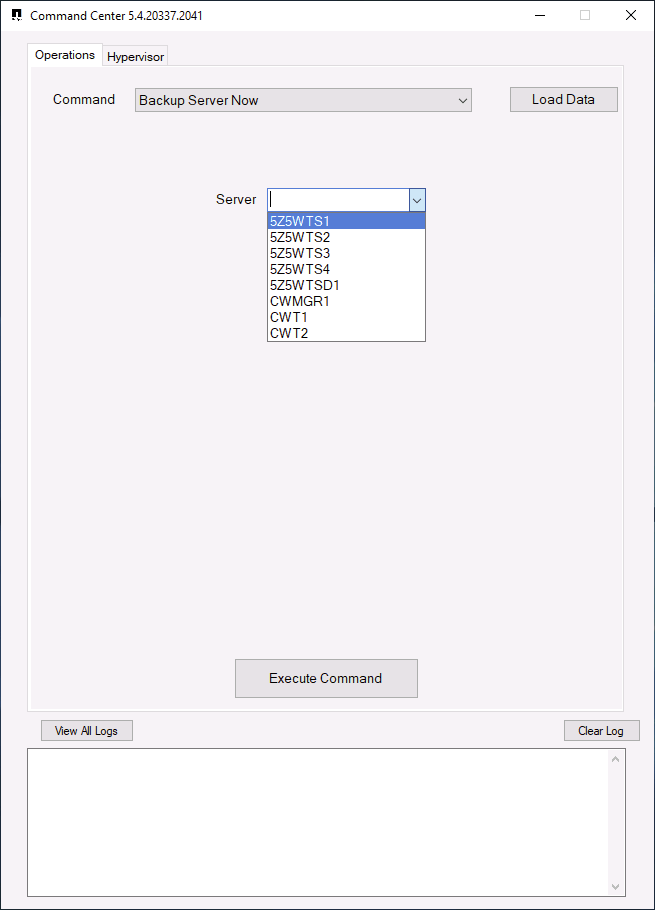 Command Center 5.4.20337.2041
Operations
Hypervisor
Command
Backup Server Now
Load Data
Server
5Z5WTS1
5Z5WTS2
5Z5WTS3
5Z5WTS4
5Z5WTSD1
CWMGR1
CWT1
CWT2
Execute Command
View All Logs
Clear Log